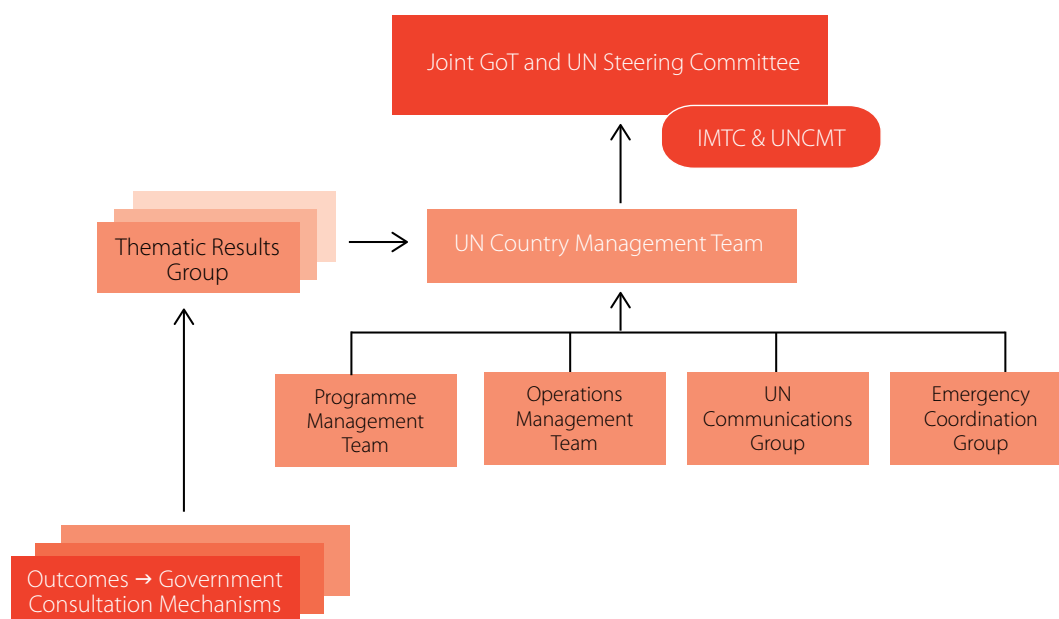 Joint GoT and UN Steering Committee
IMTC & UNCMT
Thematic Results
Group
UN Country Management Team
Programme
Management
Team
Operations
Management
Team
UN
Communications
Group
Emergency
Coordination
Group
Outcomes → Government
Consultation Mechanisms